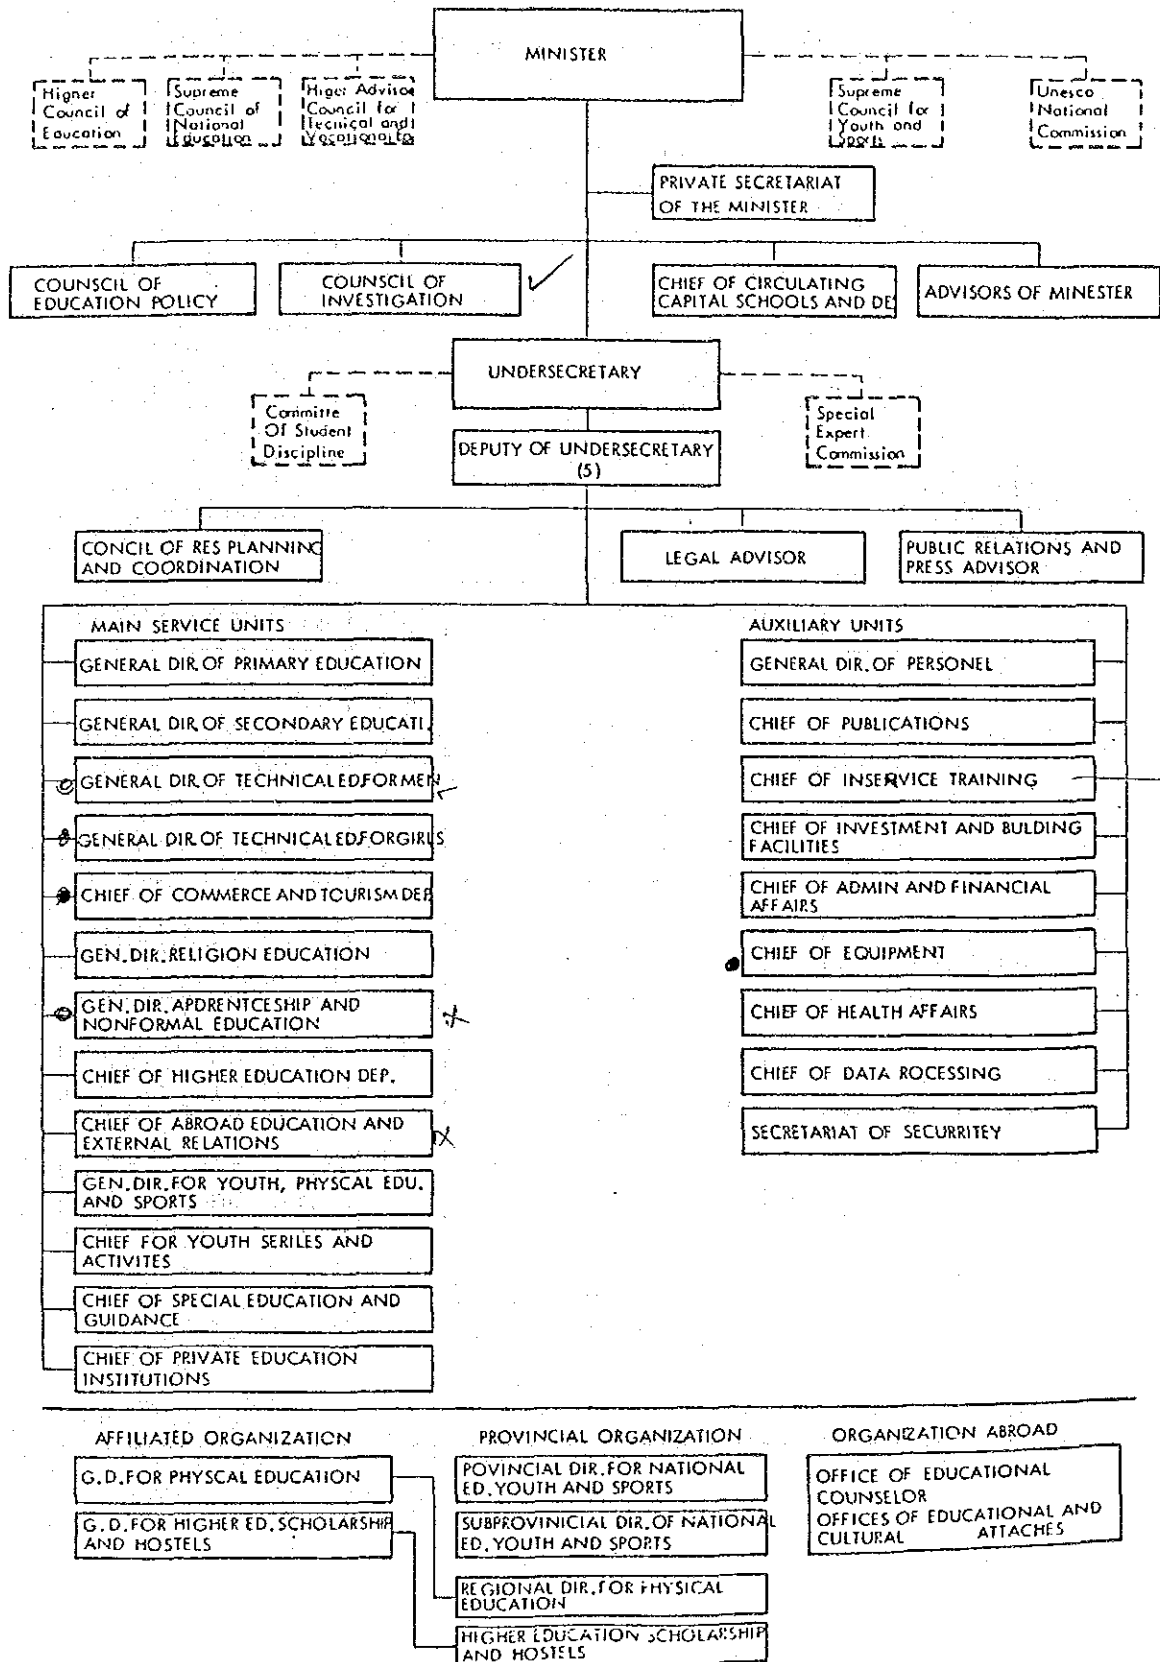 MINISTER
Higner
Council of
Education
Supreme
Council of
National
Education
Higer Advisor
Council for
Tecnical and
Vocational Ed
Supreme
Council for
Youth and
Sports
Unesco
National
Commission
PRIVATE SECRETARIAT
OF THE MINISTER
COUNSCIL OF
EDUCATION POLICY
COUNSCIL OF
INVESTIGATION
CHIEF OF CIRCULATING
CAPITAL SCHOOLS AND DE
ADVISORS OF MINESTER
UNDERSECRETARY
Committe
Of Student
Discipline
Special
Expert
Commission
DEPUTY OF UNDERSECRETARY
(5)
CONCIL OF RES PLANNING
AND COORDINATION
LEGAL ADVISOR
PUBLIC RELATIONS AND
PRESS ADVISOR
MAIN SERVICE UNITS
GENERAL DIR. OF PRIMARY EDUCATION
GENERAL DIR. OF SECONDARY EDUCATI.
GENERAL DIR. OF TECHNICALED.FORMEN
GENERAL DIR. OF TECHNICALED.FORGIRLS
CHIEF OF COMMERCE AND TOURISM DEP
GEN. DIR. RELIGION EDUCATION
GEN. DIR. APDRENTCESHIP AND
NONFORMAL EDUCATION
CHIEF OF HIGHER EDUCATION DEP.
CHIEF OF ABROAD EDUCATION AND
EXTERNAL RELATIONS
GEN. DIR. FOR YOUTH, PHYSCAL EDU.
AND SPORTS
CHIEF FOR YOUTH SERILES AND
ACTIVITES
CHIEF OF SPECIAL EDUCATION AND
GUIDANCE
CHIEF OF PRIVATE EDUCATION
INSTITUTIONS
AUXILIARY UNITS
GENERAL DIR. OF PERSONEL
CHIEF OF PUBLICATIONS
CHIEF OF INSERVICE TRAINING
CHIEF OF INVESTMENT AND BULDING
FACILITIES
CHIEF OF ADMIN AND FINANCIAL
AFFAIRS
CHIEF OF EQUIPMENT
CHIEF OF HEALTH AFFAIRS
CHIEF OF DATA ROCESSING
SECRETARIAT OF SECURRITEY
AFFILIATED ORGANIZATION
G.D. FOR PHYSCAL EDUCATION
G.D. FOR HIGHER ED. SCHOLARSHIP
AND HOSTELS
PROVINCIAL ORGANIZATION
POVINCIAL DIR. FOR NATIONAL
ED. YOUTH AND SPORTS
SUBPROVINICIAL DIR. OF NATIONAL
ED. YOUTH AND SPORTS
REGIONAL DIR. FOR PHYSICAL
EDUCATION
HIGHER EDUCATION SCHOLARSHIP
AND HOSTELS
ORGANIZATION ABROAD
OFFICE OF EDUCATIONAL
COUNSELOR
OFFICES OF EDUCATIONAL AND
CULTURAL ATTACHES